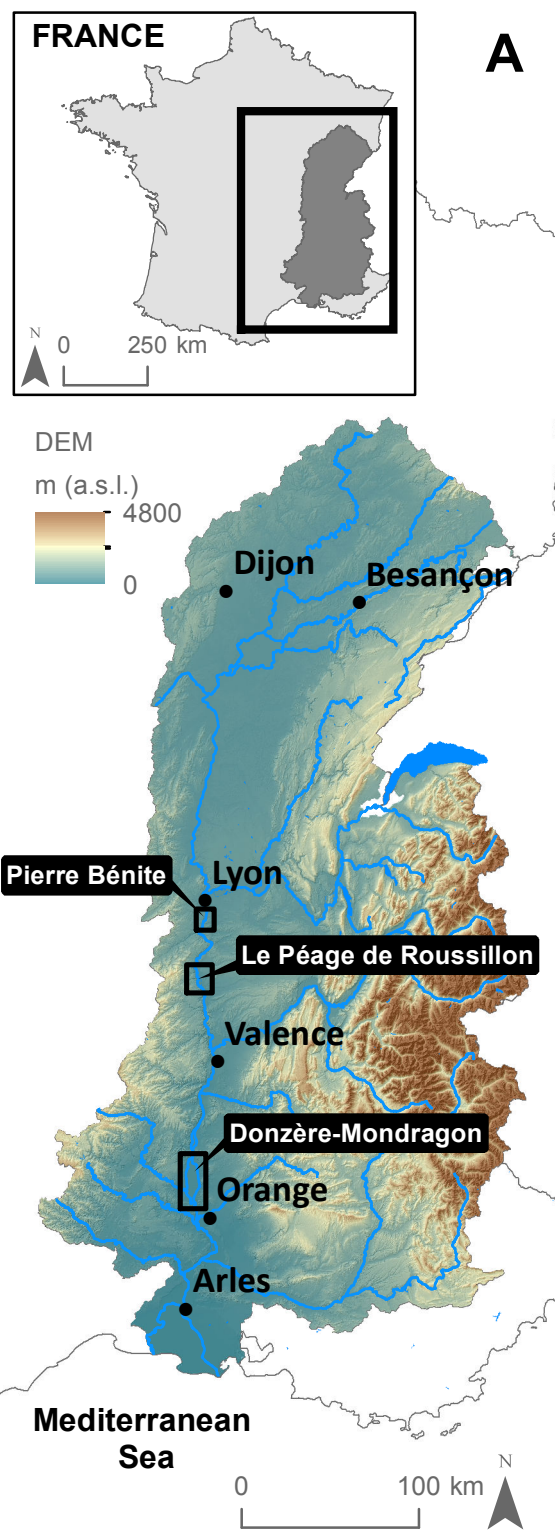 FRANCE
A
N
0 250 km
DEM
m (a.s.l.)
4800
0
Dijon
Besançon
Pierre Bénite
Lyon
Le Péage de Roussillon
Valence
Donzère-Mondragon
Orange
Arles
Mediterranean
Sea
N
0 100 km